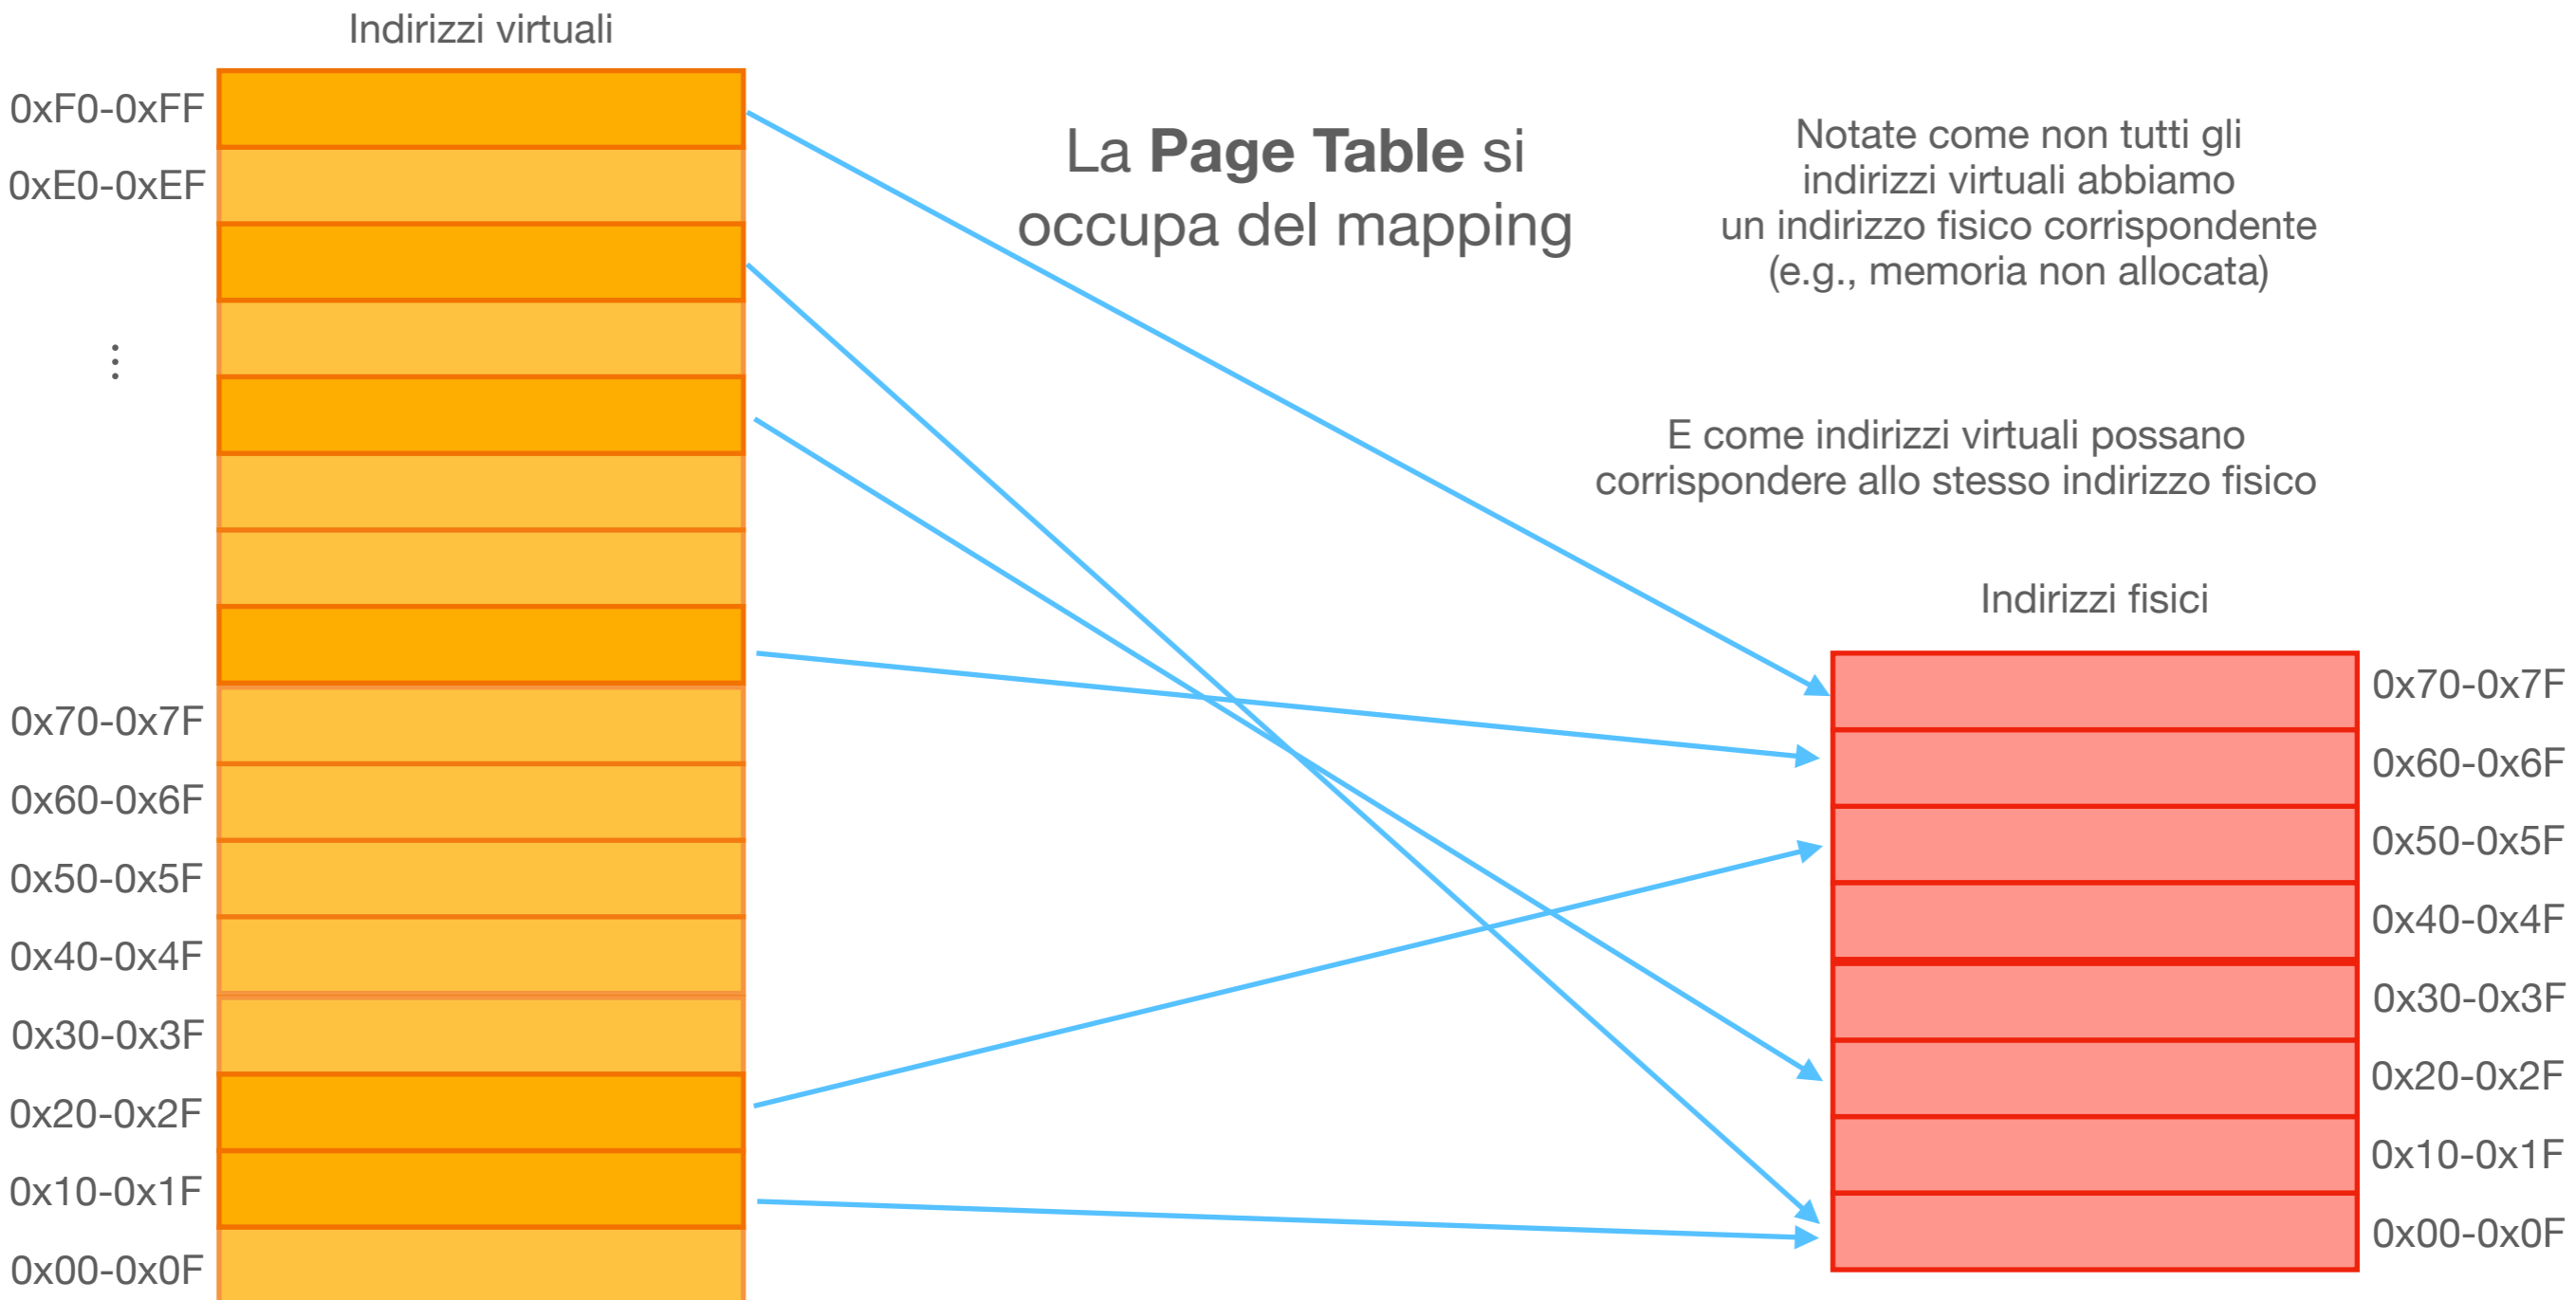 Indirizzi virtuali
0xF0-0xFF
0xE0-0xEF
⋮
0x70-0x7F
0x60-0x6F
0x50-0x5F
0x40-0x4F
0x30-0x3F
0x20-0x2F
0x10-0x1F
0x00-0x0F
La Page Table si
occupa del mapping
Notate come non tutti gli
indirizzi virtuali abbiamo
un indirizzo fisico corrispondente
(e.g., memoria non allocata)
E come indirizzi virtuali possano
corrispondere allo stesso indirizzo fisico
Indirizzi fisici
0x70-0x7F
0x60-0x6F
0x50-0x5F
0x40-0x4F
0x30-0x3F
0x20-0x2F
0x10-0x1F
0x00-0x0F